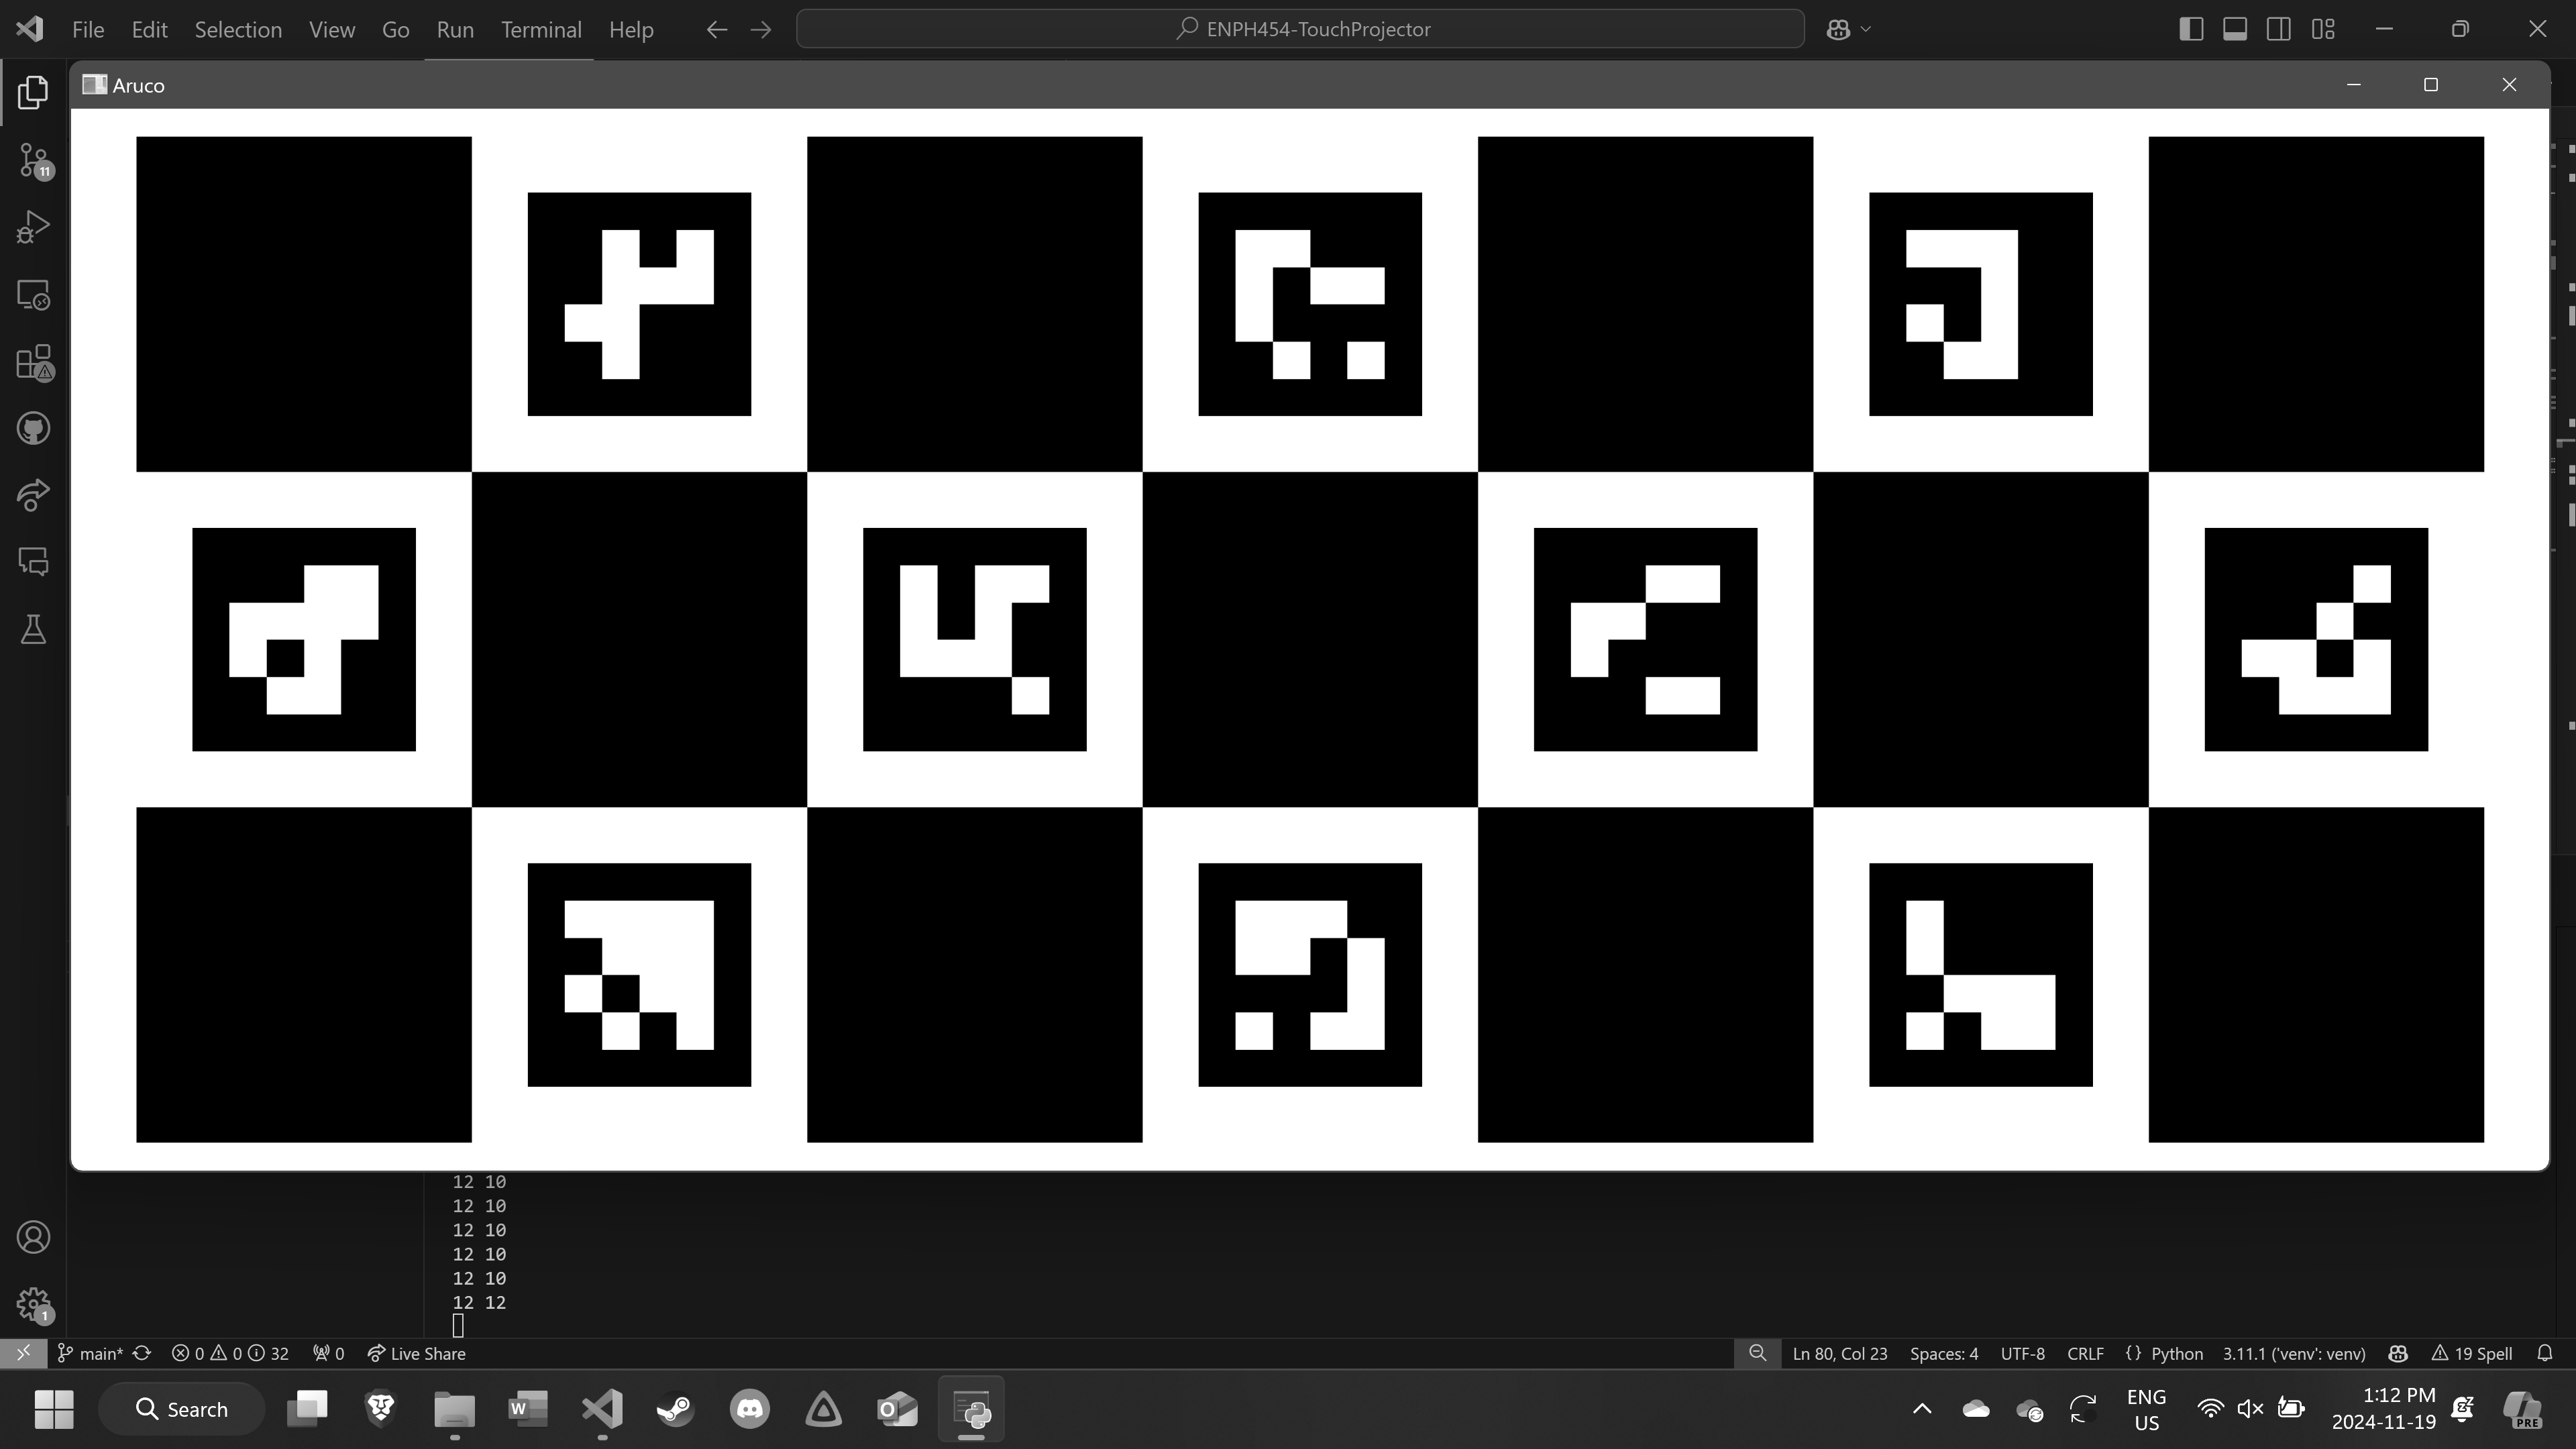 File Edit Selection View Go Run Terminal Help ENPH454-TouchProjector
Aruco
11
12 10
12 10
12 10
12 10
12 10
12 12
1
main* 0 0 32 0 Live Share Ln 80, Col 23 Spaces: 4 UTF-8 CRLF {} Python 3.11.1 ('venv': venv) 19 Spell
Search ENG US 1:12 PM 2024-11-19 PRE